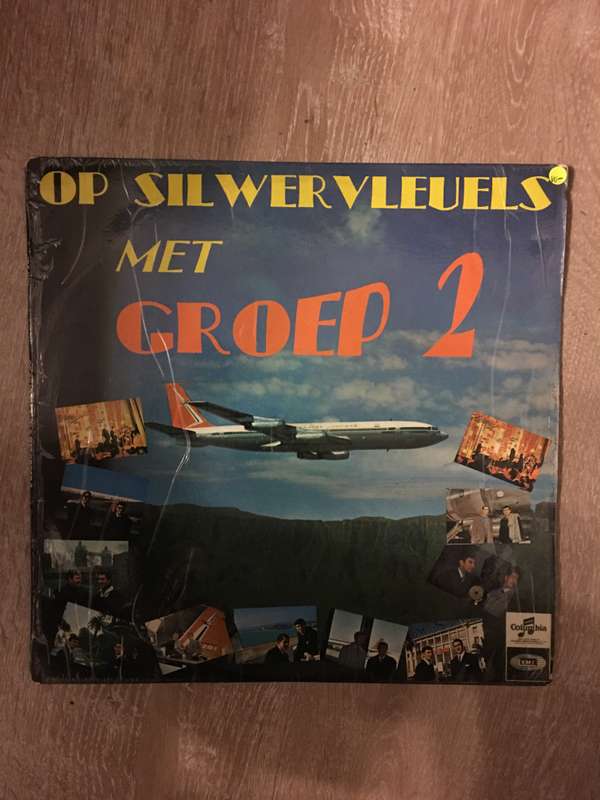 OP SILWERVLEUELS
MET
GROEP 2
Columbia
EMI